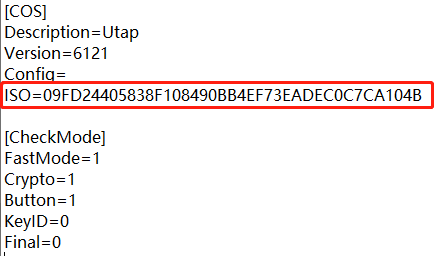 [COS]
Description=Utap
Version=6121
Config=
ISO=09FD24405838F108490BB4EF73EADEC0C7CA104B
[CheckMode]
FastMode=1
Crypto=1
Button=1
KeyID=0
Final=0